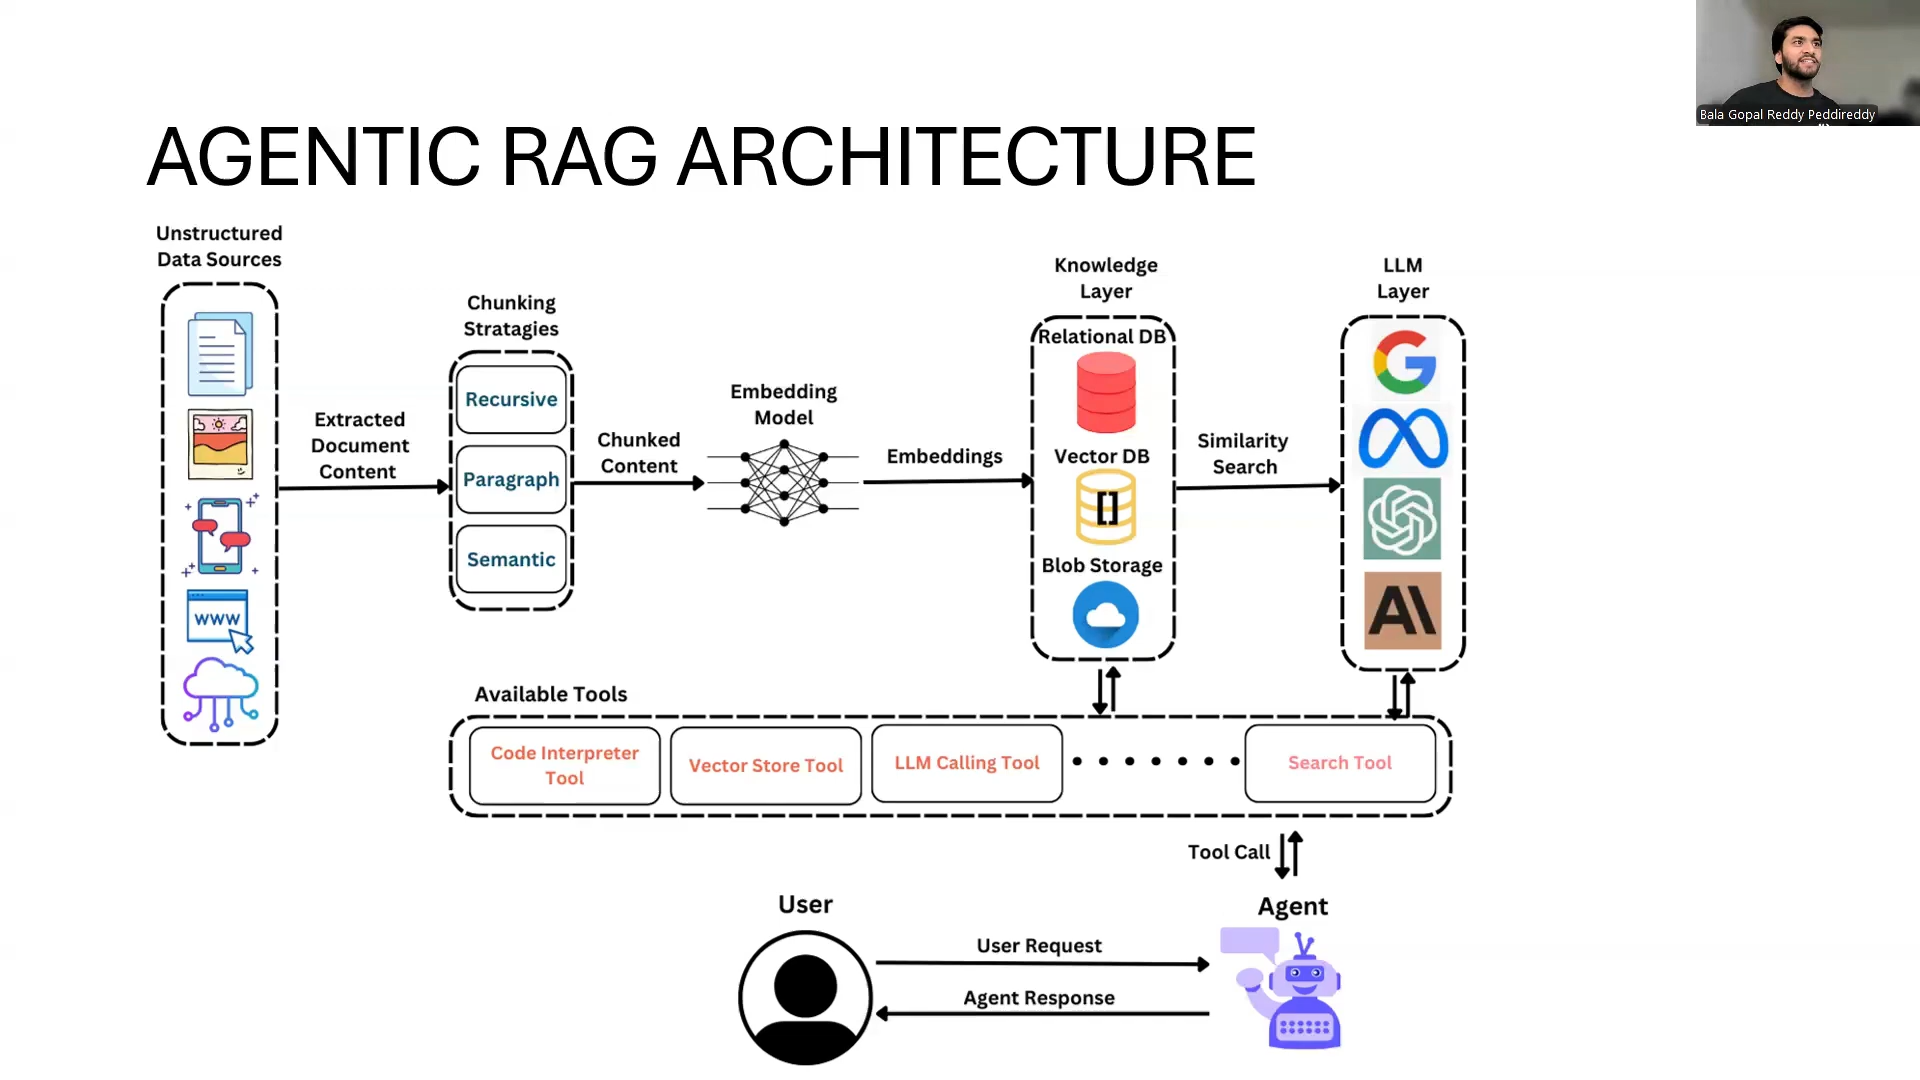 Bala Gopal Reddy Peddireddy
AGENTIC RAG ARCHITECTURE
Unstructured
Data Sources
WWW
Extracted
Document
Content
Chunking
Stratagies
Recursive
Paragraph
Semantic
Chunked
Content
Embedding
Model
Embeddings
Knowledge
Layer
Relational DB
Vector DB
[]
Blob Storage
Similarity
Search
LLM
Layer
G
A\
Available Tools
Code Interpreter
Tool
Vector Store Tool
LLM Calling Tool
.......
Search Tool
Tool Call
User
Agent
User Request
Agent Response